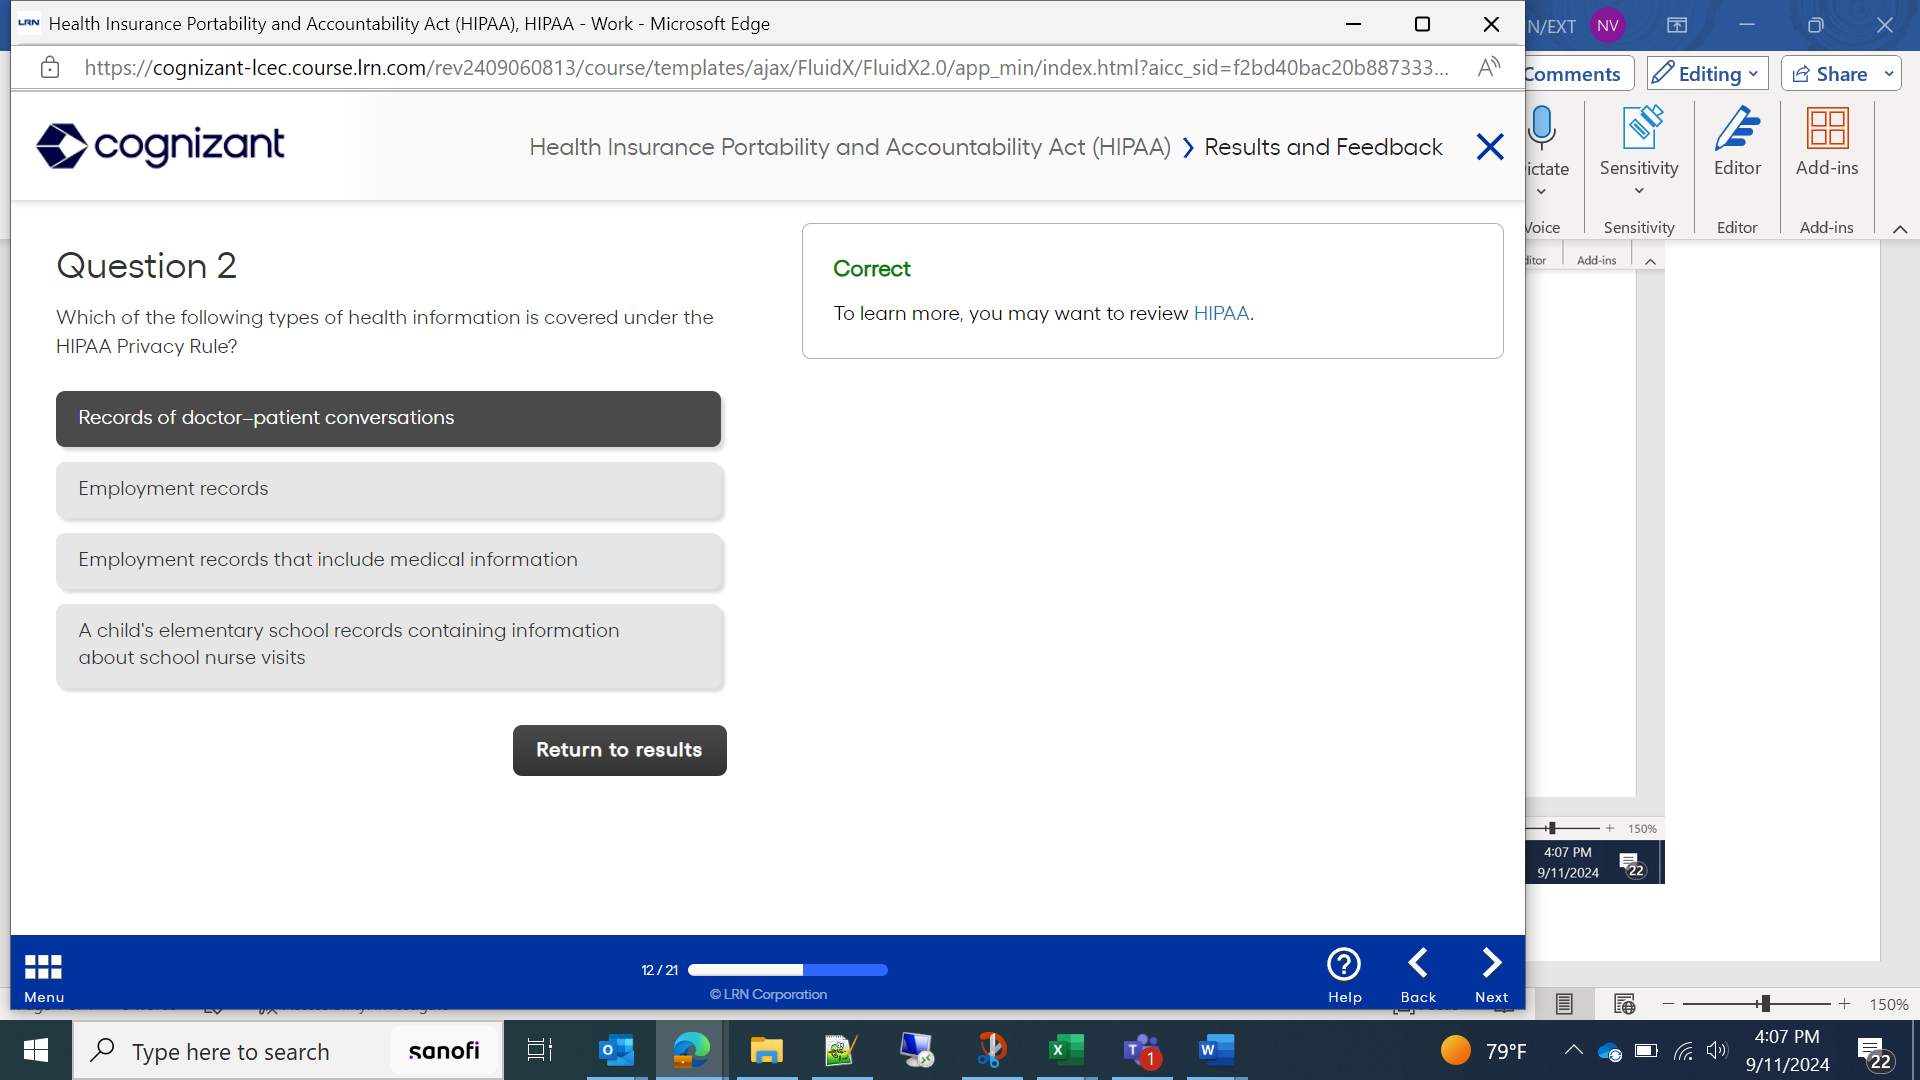 LRN Health Insurance Portability and Accountability Act (HIPAA), HIPAA - Work - Microsoft Edge
N/EXT NV
https://cognizant-lcec.course.lrn.com/rev2409060813/course/templates/ajax/FluidX/FluidX2.0/app_min/index.html?aicc_sid=f2bd40bac20b887333...
Comments Editing Share
cognizant
Health Insurance Portability and Accountability Act (HIPAA) Results and Feedback
ictate Sensitivity Editor Add-ins
Voice Sensitivity Editor Add-ins
ditor Add-ins
Question 2
Which of the following types of health information is covered under the
HIPAA Privacy Rule?
Correct
To learn more, you may want to review HIPAA.
Records of doctor–patient conversations
Employment records
Employment records that include medical information
A child's elementary school records containing information
about school nurse visits
Return to results
150%
4:07 PM
9/11/2024 22
12 / 21
© LRN Corporation
Menu
Help Back Next
150%
Type here to search sanofi
1
79°F
4:07 PM
9/11/2024 22